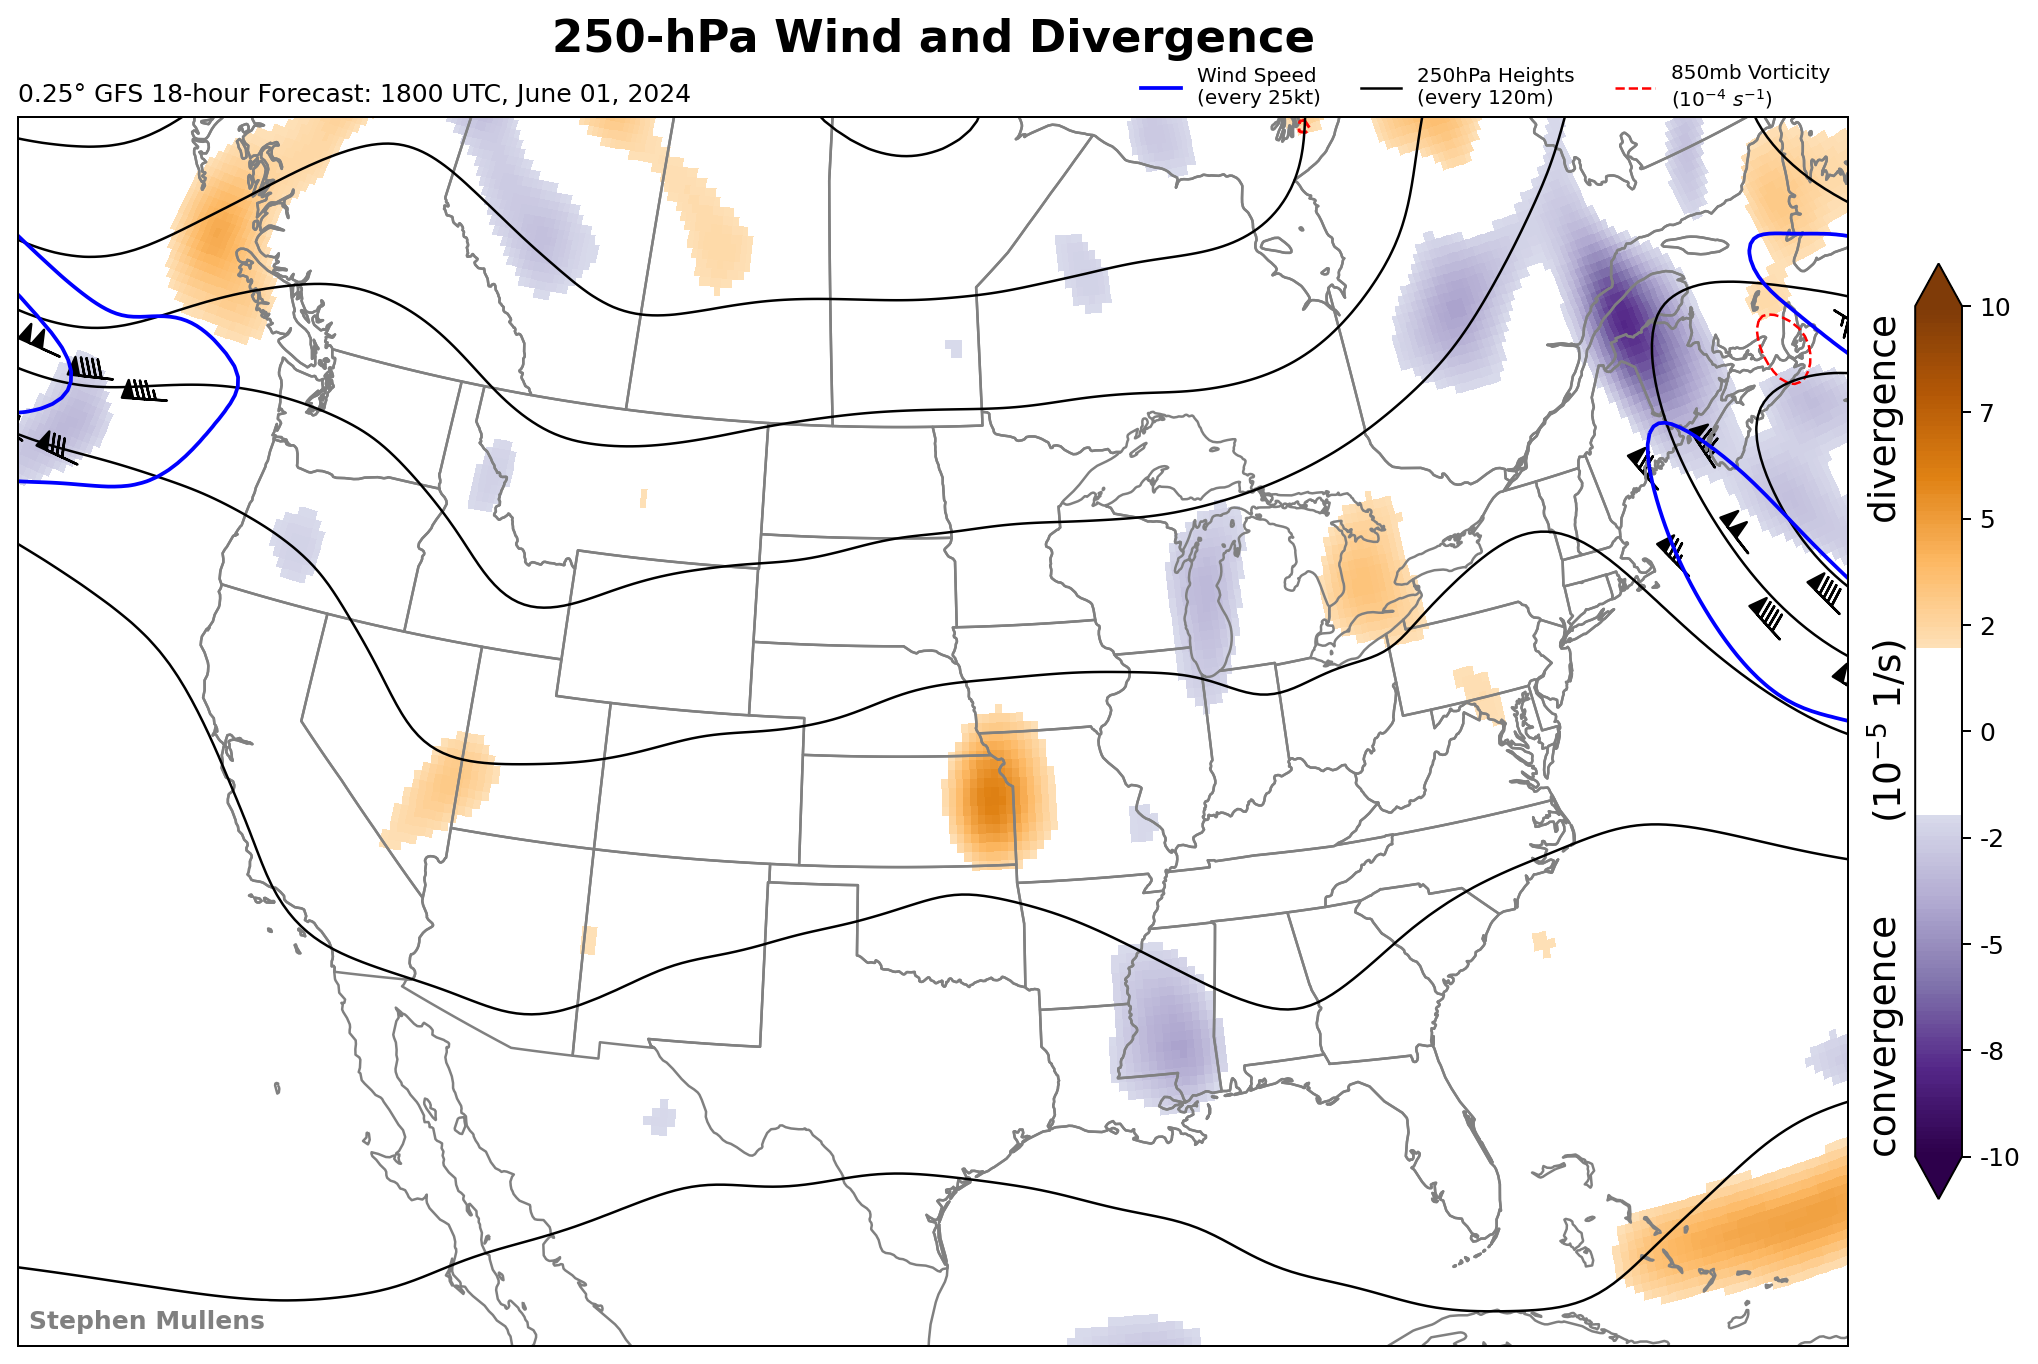 250-hPa Wind and Divergence
0.25° GFS 18-hour Forecast: 1800 UTC, June 01, 2024
Wind Speed
(every 25kt)
250hPa Heights
(every 120m)
850mb Vorticity
(10⁻⁴ s⁻¹)
10
7
5
2
0
-2
-5
-8
-10
convergence (10⁻⁵ 1/s) divergence
Stephen Mullens